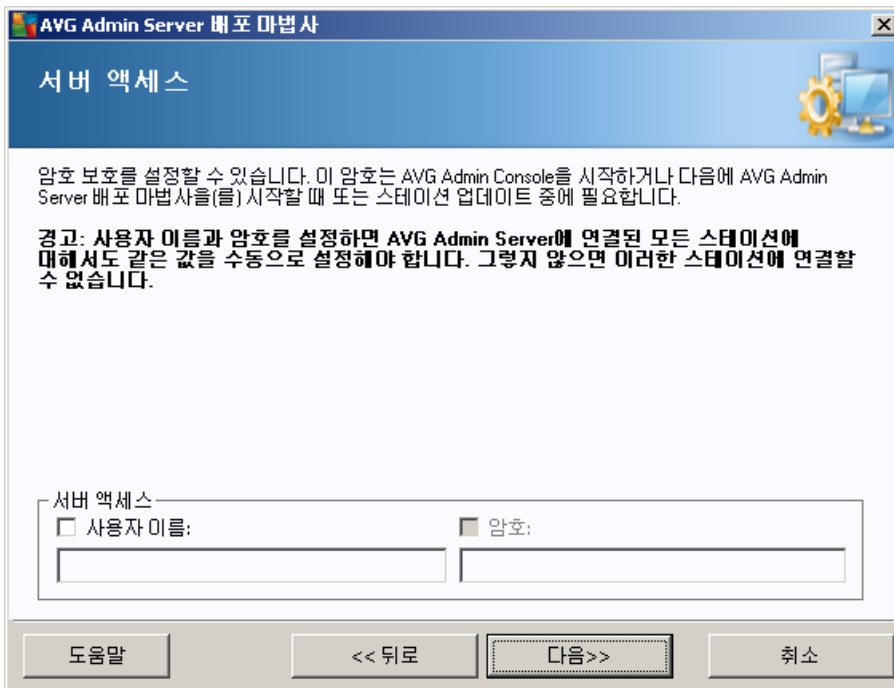 AVG Admin Server 배포 마법사
서버 액세스
암호 보호를 설정할 수 있습니다. 이 암호는 AVG Admin Console을 시작하거나 다음에 AVG Admin
Server 배포 마법사을(를) 시작할 때 또는 스테이션 업데이트 중에 필요합니다.
경고: 사용자 이름과 암호를 설정하면 AVG Admin Server에 연결된 모든 스테이션에
대해서도 같은 값을 수동으로 설정해야 합니다. 그렇지 않으면 이러한 스테이션에 연결할
수 없습니다.
서버 액세스
사용자 이름:
암호:
도움말
<< 뒤로
다음>>
취소